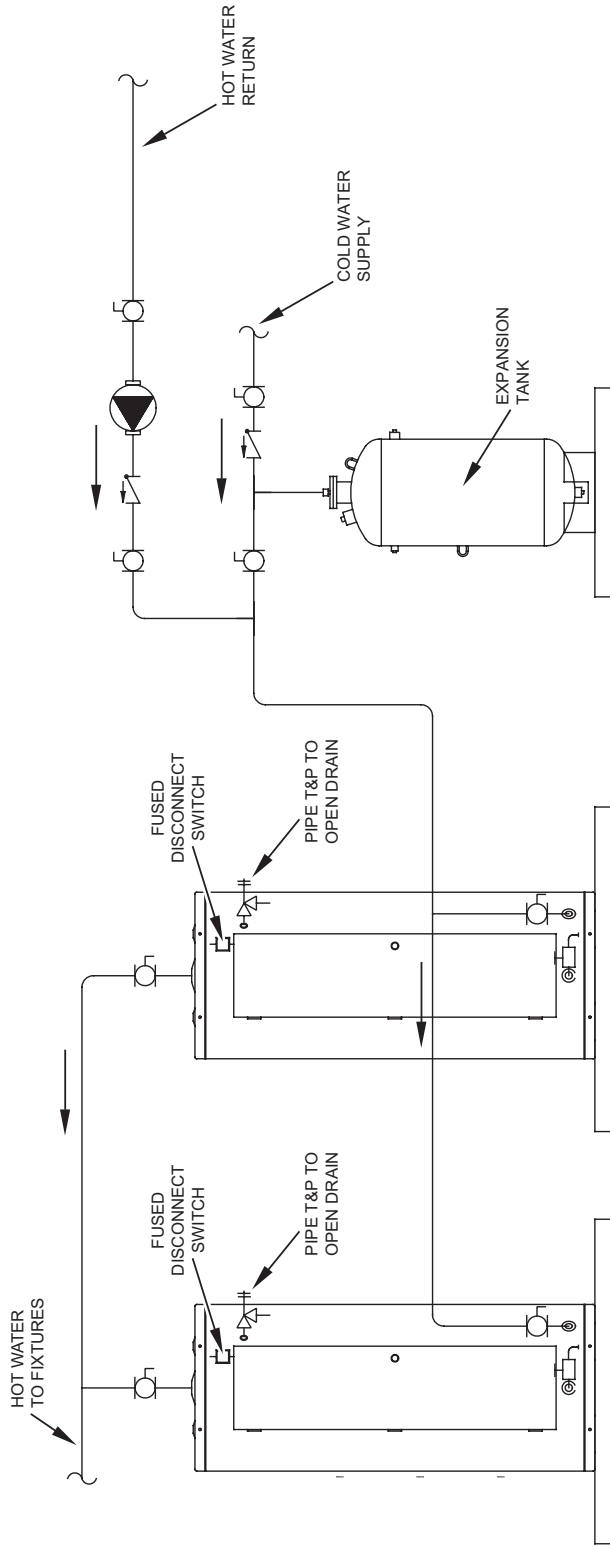 HOT WATER
TO FIXTURES
FUSED
DISCONNECT
SWITCH
PIPE T&P TO
OPEN DRAIN
FUSED
DISCONNECT
SWITCH
PIPE T&P TO
OPEN DRAIN
EXPANSION
TANK
COLD WATER
SUPPLY
HOT WATER
RETURN